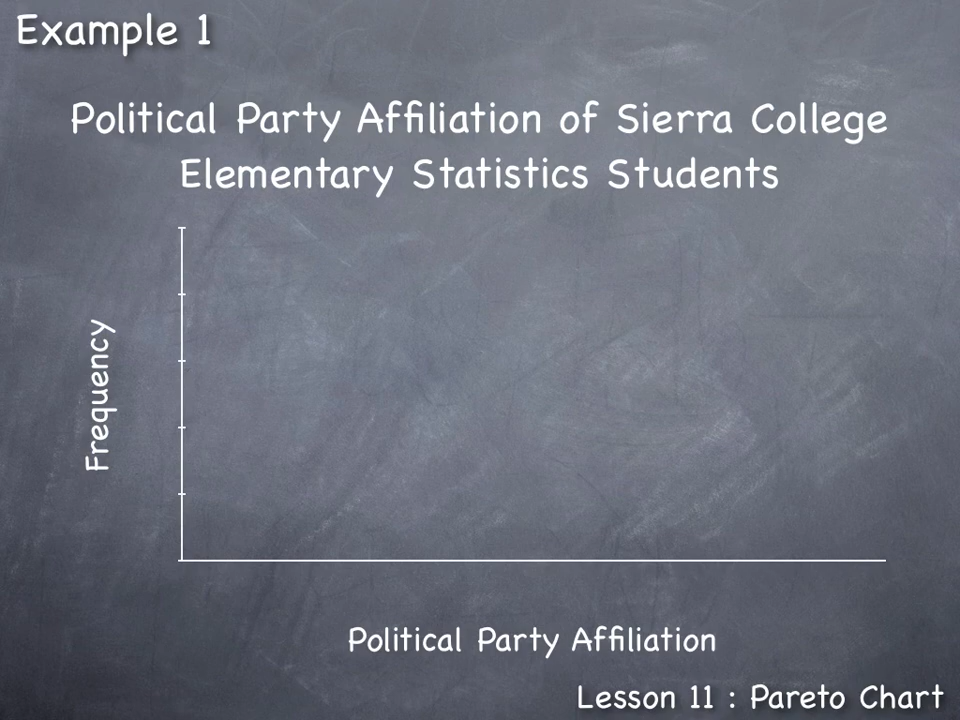 Example 1
Political Party Affiliation of Sierra College
Elementary Statistics Students
Frequency
Political Party Affiliation
Lesson 11 : Pareto Chart